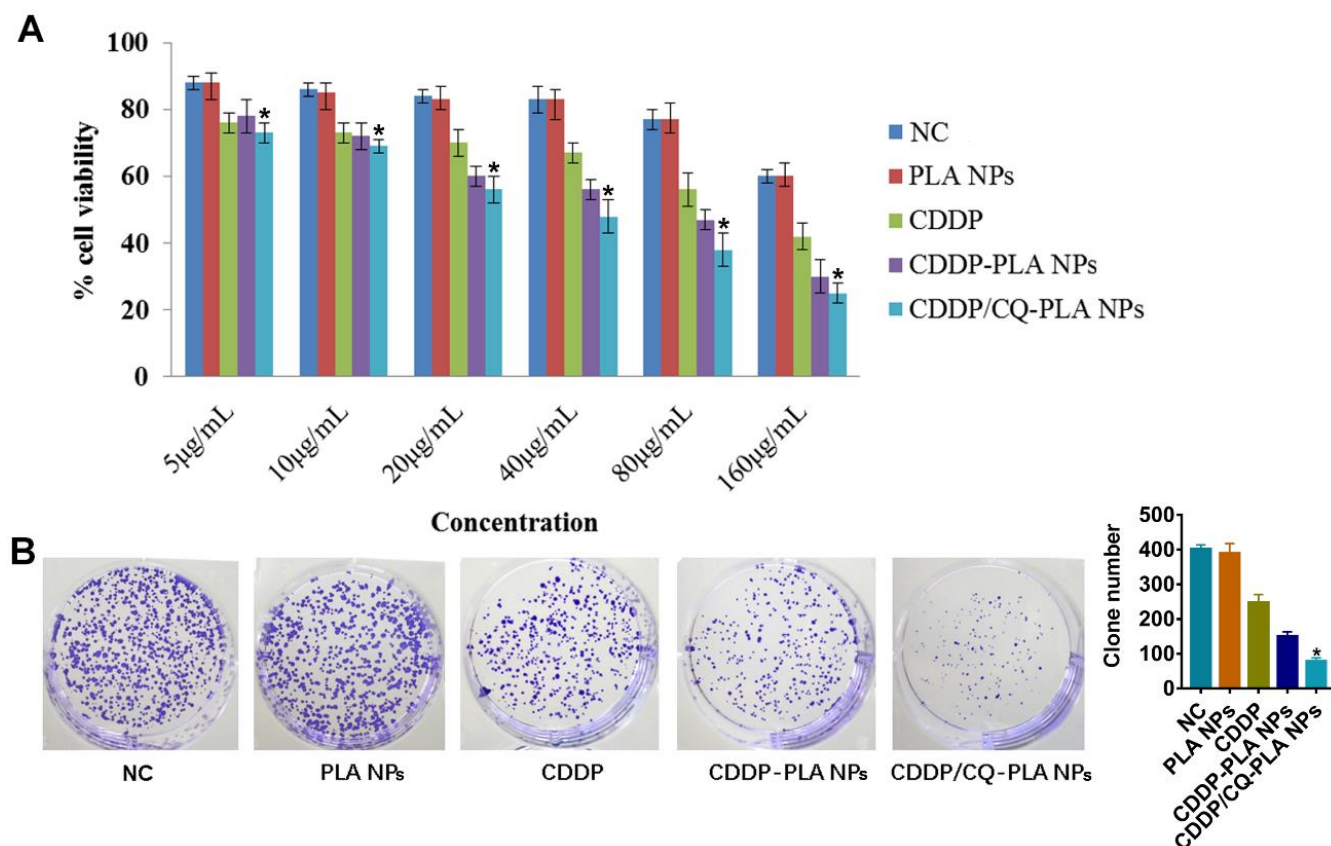 A
% cell viability
100
80
60
40
20
0
*
*
*
*
*
*
5µg/mL
10µg/mL
20µg/mL
40µg/mL
80µg/mL
160µg/mL
Concentration
NC
PLA NPs
CDDP
CDDP-PLA NPs
CDDP/CQ-PLA NPs
B
NC
PLA NPs
CDDP
CDDP-PLA NPs
CDDP/CQ-PLA NPs
Clone number
500
400
300
200
100
0
*
NC
PLA NPs
CDDP
CDDP-PLA NPs
CDDP/CQ-PLA NPs